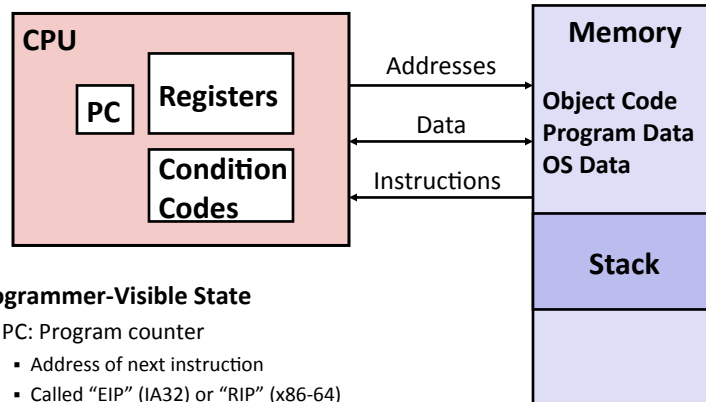 CPU
PC
Registers
Condition
Codes
Addresses
Data
Instructions
Memory
Object Code
Program Data
OS Data
Stack
ogrammer-Visible State
PC: Program counter
▪ Address of next instruction
▪ Called “EIP” (IA32) or “RIP” (x86-64)